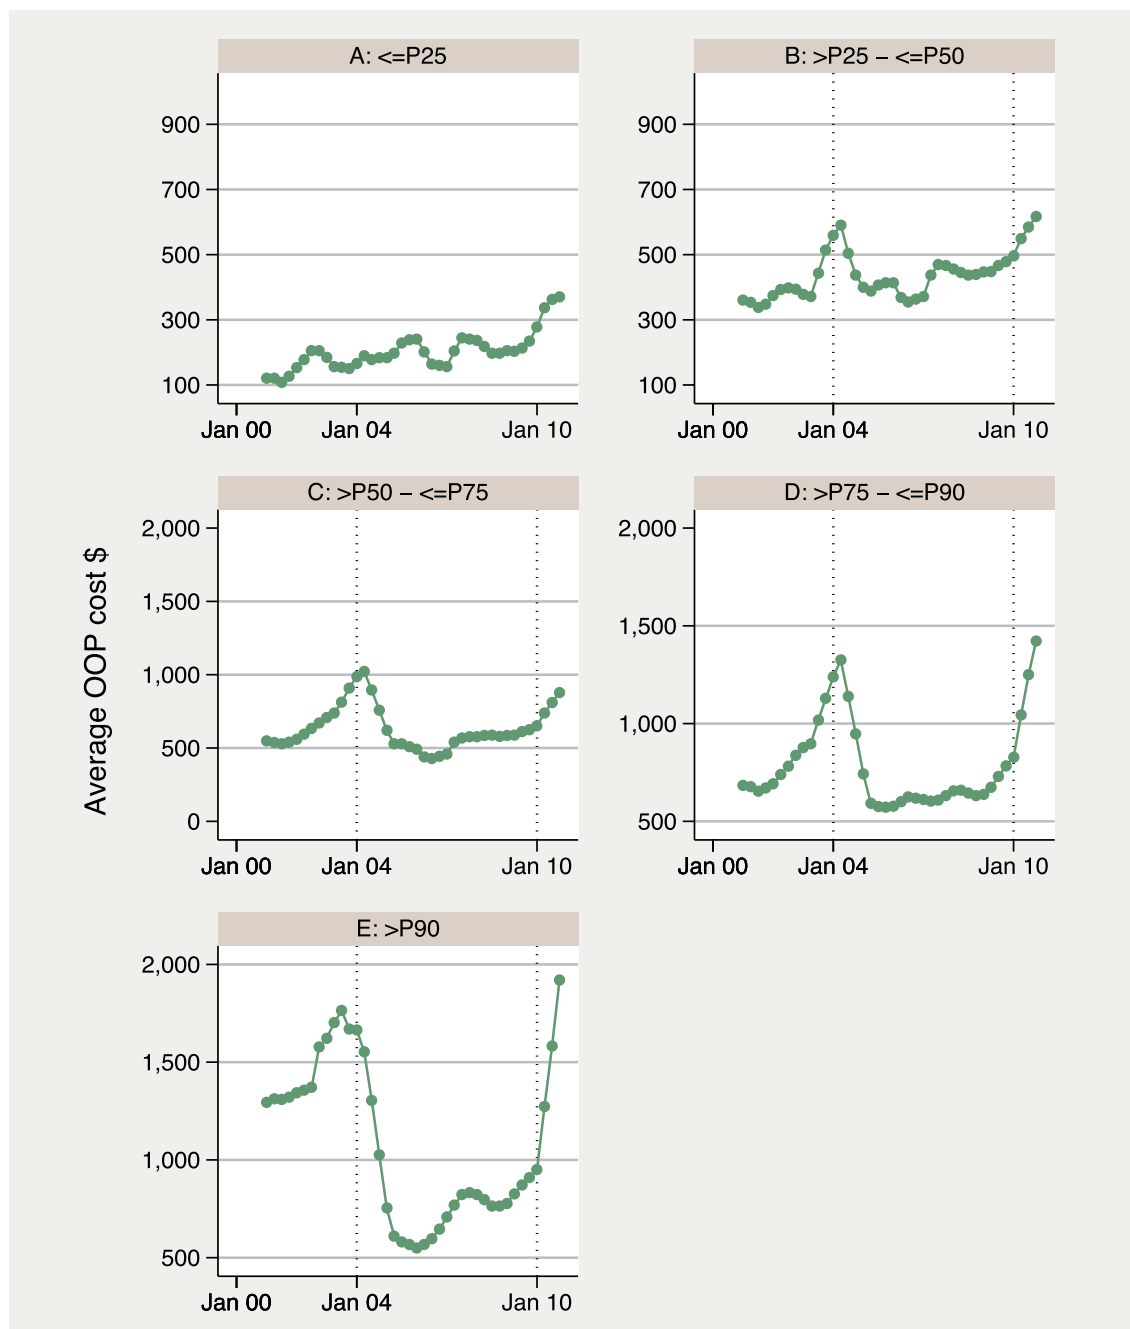 A: <=P25
900
700
500
300
100
Jan 00 Jan 04 Jan 10
B: >P25 – <=P50
900
700
500
300
100
Jan 00 Jan 04 Jan 10
Average OOP cost $
C: >P50 – <=P75
2,000
1,500
1,000
500
0
Jan 00 Jan 04 Jan 10
D: >P75 – <=P90
2,000
1,500
1,000
500
Jan 00 Jan 04 Jan 10
E: >P90
2,000
1,500
1,000
500
Jan 00 Jan 04 Jan 10